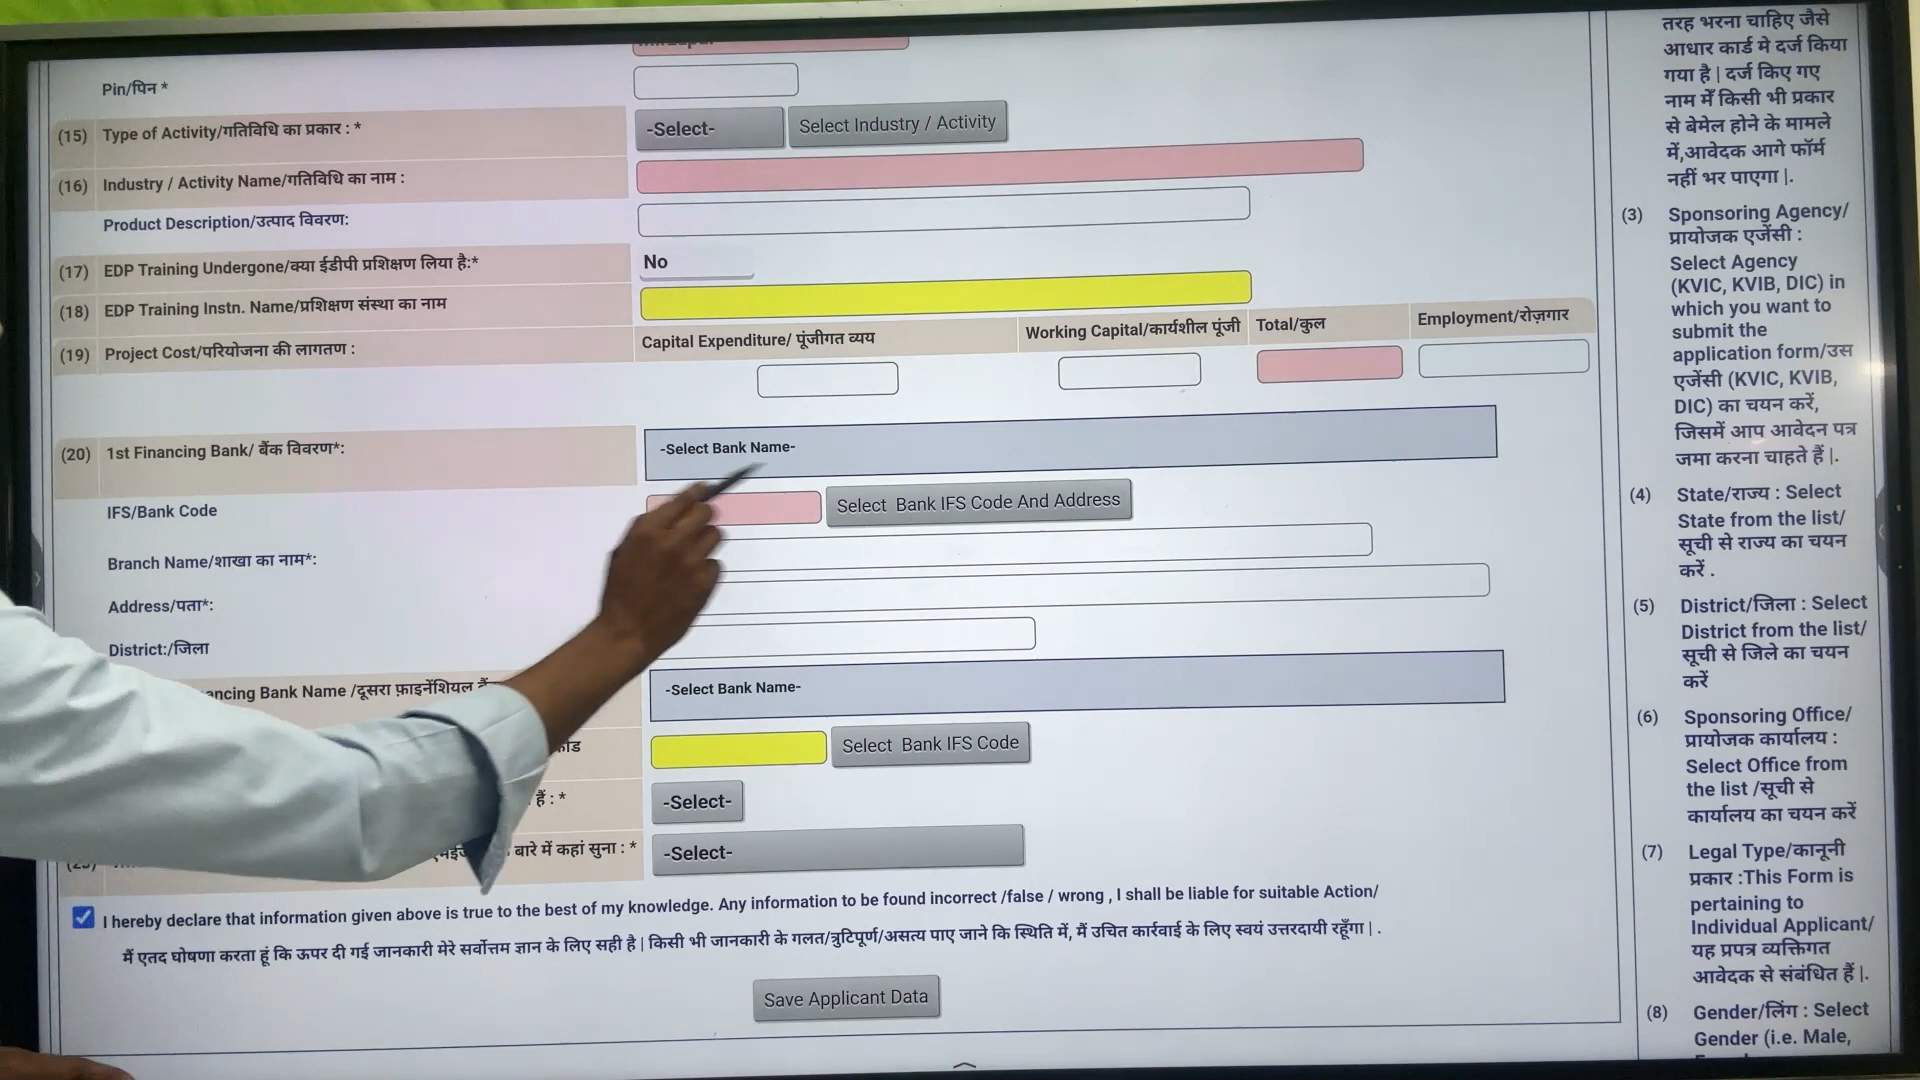 Pin/पिन *
(15) Type of Activity/गतिविधि का प्रकार : * -Select- Select Industry / Activity
(16) Industry / Activity Name/गतिविधि का नाम :
Product Description/उत्पाद विवरण:
(17) EDP Training Undergone/क्या ईडीपी प्रशिक्षण लिया है:* No
(18) EDP Training Instn. Name/प्रशिक्षण संस्था का नाम
(19) Project Cost/परियोजना की लागतण : Capital Expenditure/ पूंजीगत व्यय Working Capital/कार्यशील पूंजी Total/कुल Employment/रोज़गार
(20) 1st Financing Bank/ बैंक विवरण*: -Select Bank Name-
IFS/Bank Code Select Bank IFS Code And Address
Branch Name/शाखा का नाम*:
Address/पता*:
District:/जिला
Bank Name /दूसरा फ़ाइनेंशियल -Select Bank Name-
Select Bank IFS Code
हैं : * -Select-
बारे में कहां सुना : * -Select-
I hereby declare that information given above is true to the best of my knowledge. Any information to be found incorrect /false / wrong , I shall be liable for suitable Action/
मैं एतद घोषणा करता हूं कि ऊपर दी गई जानकारी मेरे सर्वोत्तम ज्ञान के लिए सही है | किसी भी जानकारी के गलत/त्रुटिपूर्ण/असत्य पाए जाने कि स्थिति में, मैं उचित कार्रवाई के लिए स्वयं उत्तरदायी रहूँगा | .
Save Applicant Data
तरह भरना चाहिए जैसे
आधार कार्ड मे दर्ज किया
गया है | दर्ज किए गए
नाम में किसी भी प्रकार
से बेमेल होने के मामले
में,आवेदक आगे फॉर्म
नहीं भर पाएगा |.
(3) Sponsoring Agency/
प्रायोजक एजेंसी :
Select Agency
(KVIC, KVIB, DIC) in
which you want to
submit the
application form/उस
एजेंसी (KVIC, KVIB,
DIC) का चयन करें,
जिसमें आप आवेदन पत्र
जमा करना चाहते हैं |.
(4) State/राज्य : Select
State from the list/
सूची से राज्य का चयन
करें .
(5) District/जिला : Select
District from the list/
सूची से जिले का चयन
करें
(6) Sponsoring Office/
प्रायोजक कार्यालय :
Select Office from
the list /सूची से
कार्यालय का चयन करें
(7) Legal Type/कानूनी
प्रकार :This Form is
pertaining to
Individual Applicant/
यह प्रपत्र व्यक्तिगत
आवेदक से संबंधित हैं |.
(8) Gender/लिंग : Select
Gender (i.e. Male,